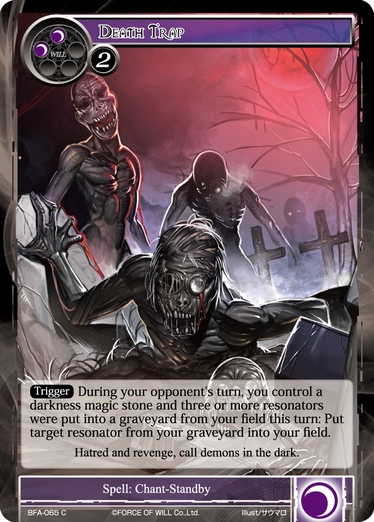 DEATH TRAP
WILL
2
Trigger During your opponent's turn, you control a
darkness magic stone and three or more resonators
were put into a graveyard from your field this turn: Put
target resonator from your graveyard into your field.
Hatred and revenge, call demons in the dark.
Spell: Chant-Standby
BFA-065 C ©FORCE OF WILL Co.,Ltd. Illust/サウマロ